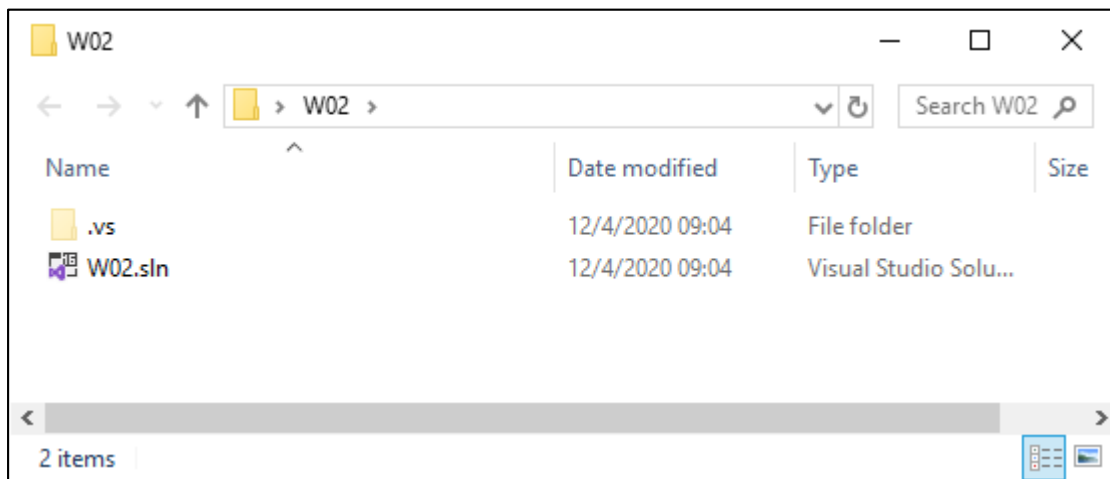 W02
W02
Search W02
Name Date modified Type Size
.vs 12/4/2020 09:04 File folder
W02.sln 12/4/2020 09:04 Visual Studio Solu...
2 items